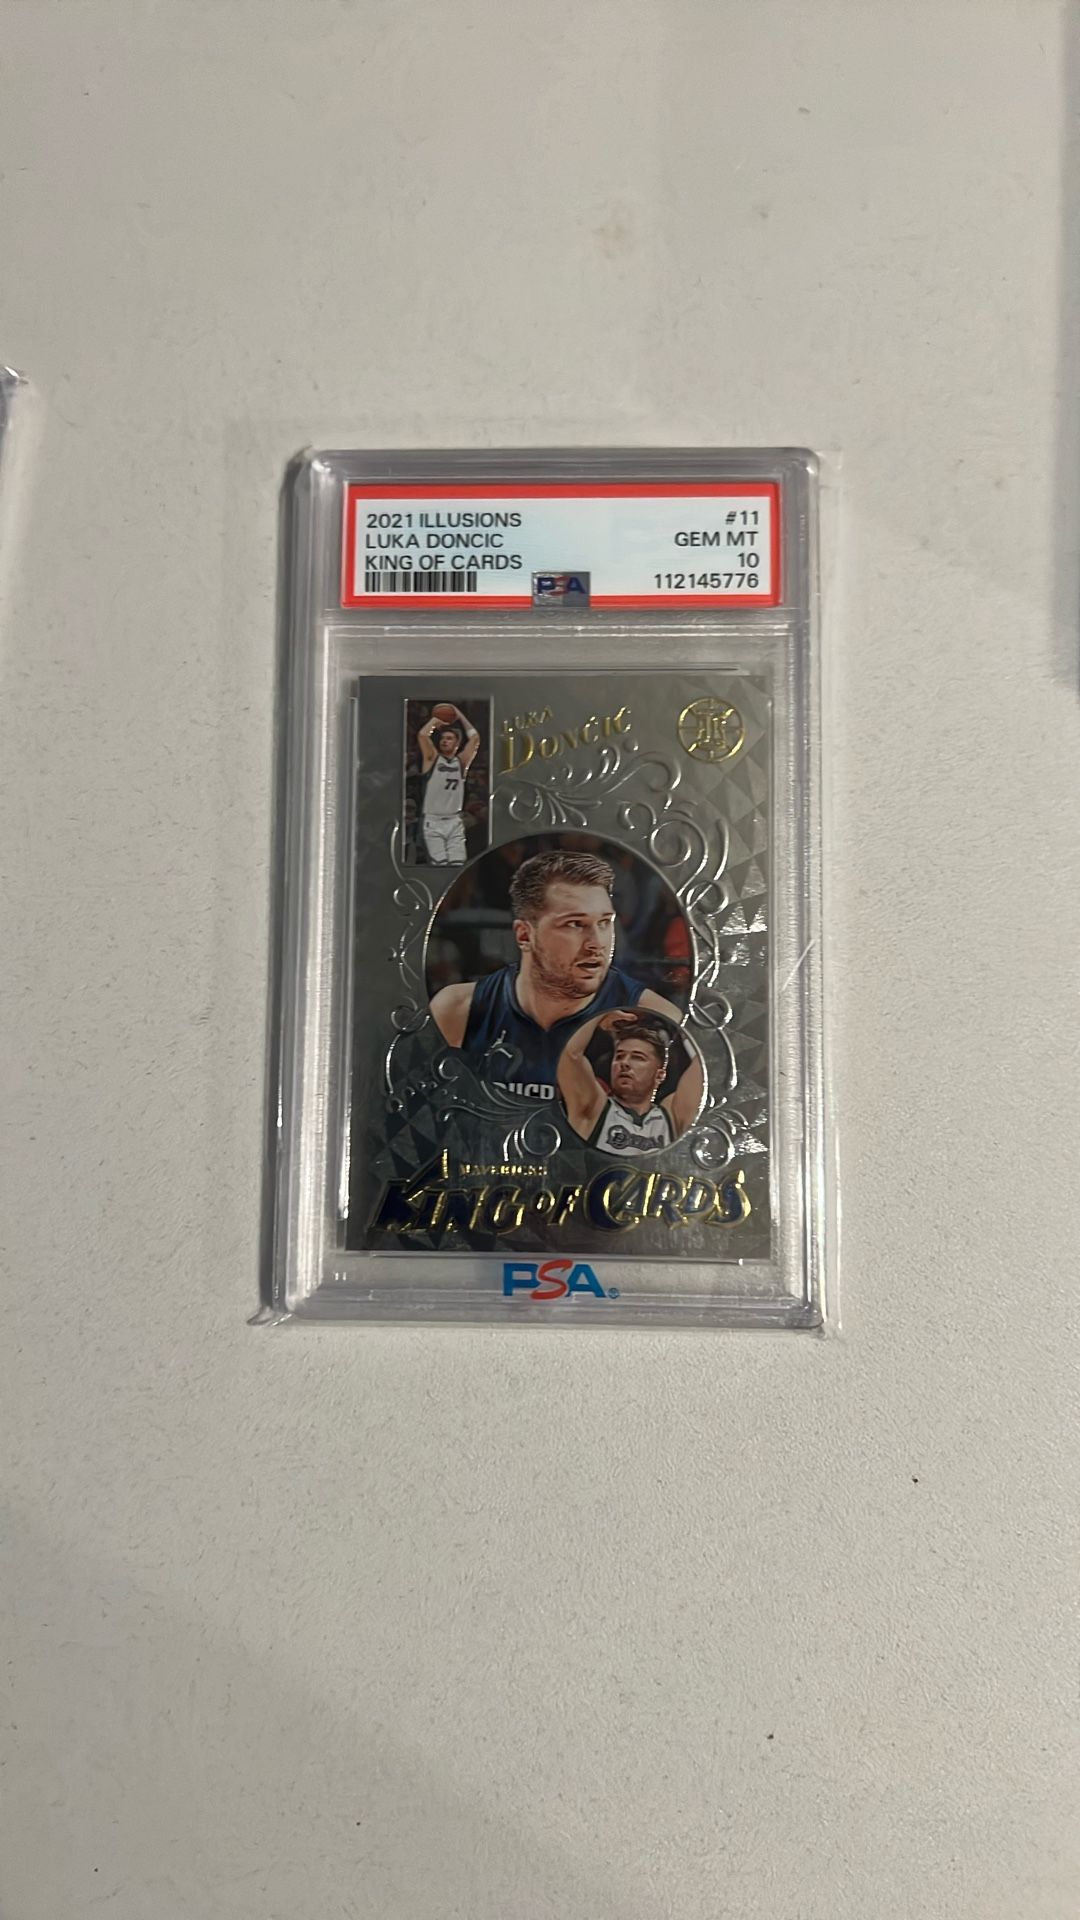 2021 ILLUSIONS #11
LUKA DONCIC GEM MT
KING OF CARDS 10
PSA 112145776
LUKA
DONČIĆ
77
MAVERICKS
KING OF CARDS
PSA®